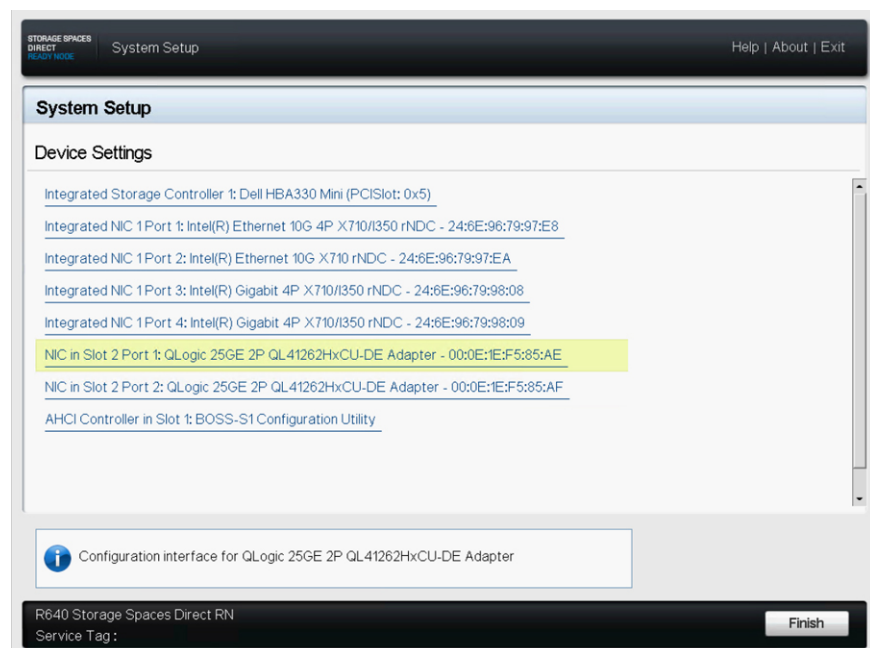 STORAGE SPACES
DIRECT
READY NODE
System Setup
Help | About | Exit
System Setup
Device Settings
Integrated Storage Controller 1: Dell HBA330 Mini (PCISlot: 0x5)
Integrated NIC 1 Port 1: Intel(R) Ethernet 10G 4P X710/I350 rNDC - 24:6E:96:79:97:E8
Integrated NIC 1 Port 2: Intel(R) Ethernet 10G X710 rNDC - 24:6E:96:79:97:EA
Integrated NIC 1 Port 3: Intel(R) Gigabit 4P X710/I350 rNDC - 24:6E:96:79:98:08
Integrated NIC 1 Port 4: Intel(R) Gigabit 4P X710/I350 rNDC - 24:6E:96:79:98:09
NIC in Slot 2 Port 1: QLogic 25GE 2P QL41262HxCU-DE Adapter - 00:0E:1E:F5:85:AE
NIC in Slot 2 Port 2: QLogic 25GE 2P QL41262HxCU-DE Adapter - 00:0E:1E:F5:85:AF
AHCI Controller in Slot 1: BOSS-S1 Configuration Utility
Configuration interface for QLogic 25GE 2P QL41262HxCU-DE Adapter
R640 Storage Spaces Direct RN
Service Tag :
Finish